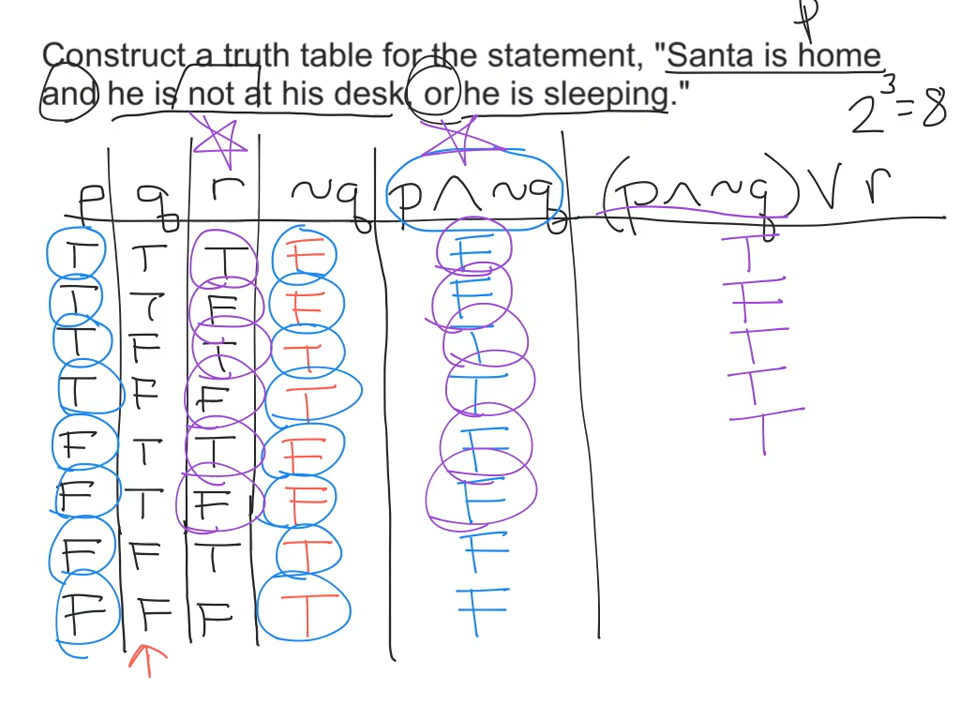 p
Construct a truth table for the statement, "Santa is home
and he is not at his desk, or he is sleeping."
2³=8
p q r ~q p ∧ ~q (p ∧ ~q) ∨ r
T T T F F T
T T F F F F
T F T T T T
T F F T T T
F T T F F T
F T F F F
F F T T F
F F F T F